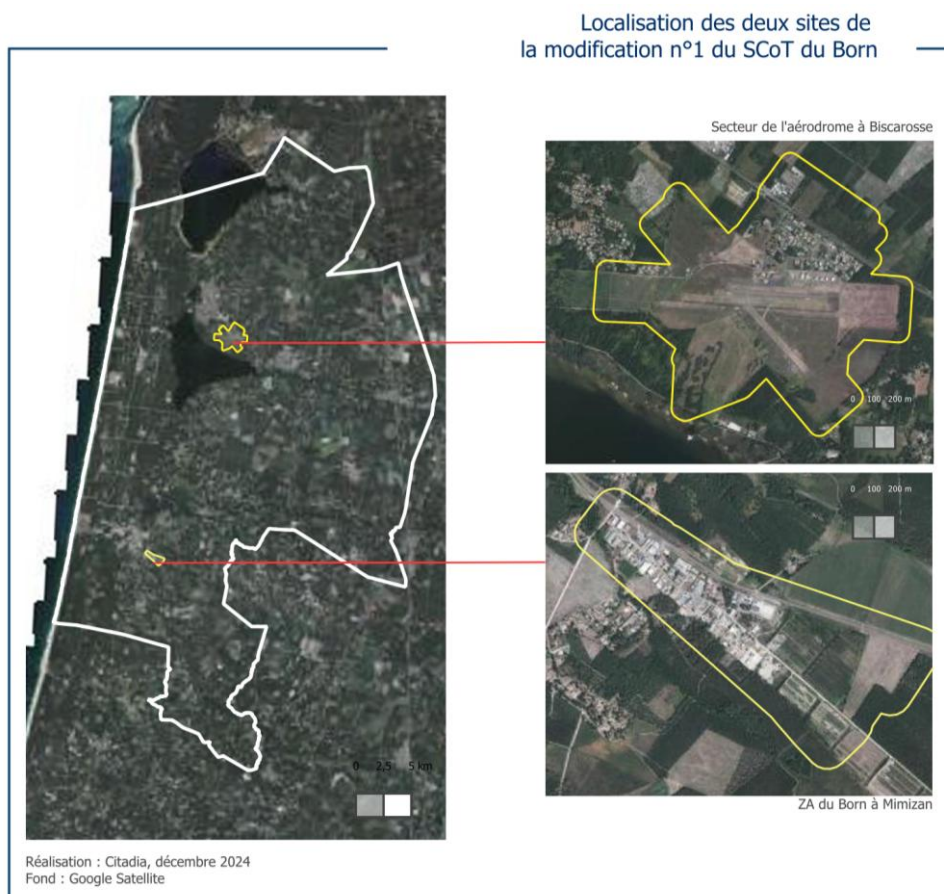 Localisation des deux sites de
la modification n°1 du SCoT du Born
Secteur de l'aérodrome à Biscarosse
0 100 200 m
0 100 200 m
ZA du Born à Mimizan
0 2,5 5 km
Réalisation : Citadia, décembre 2024
Fond : Google Satellite